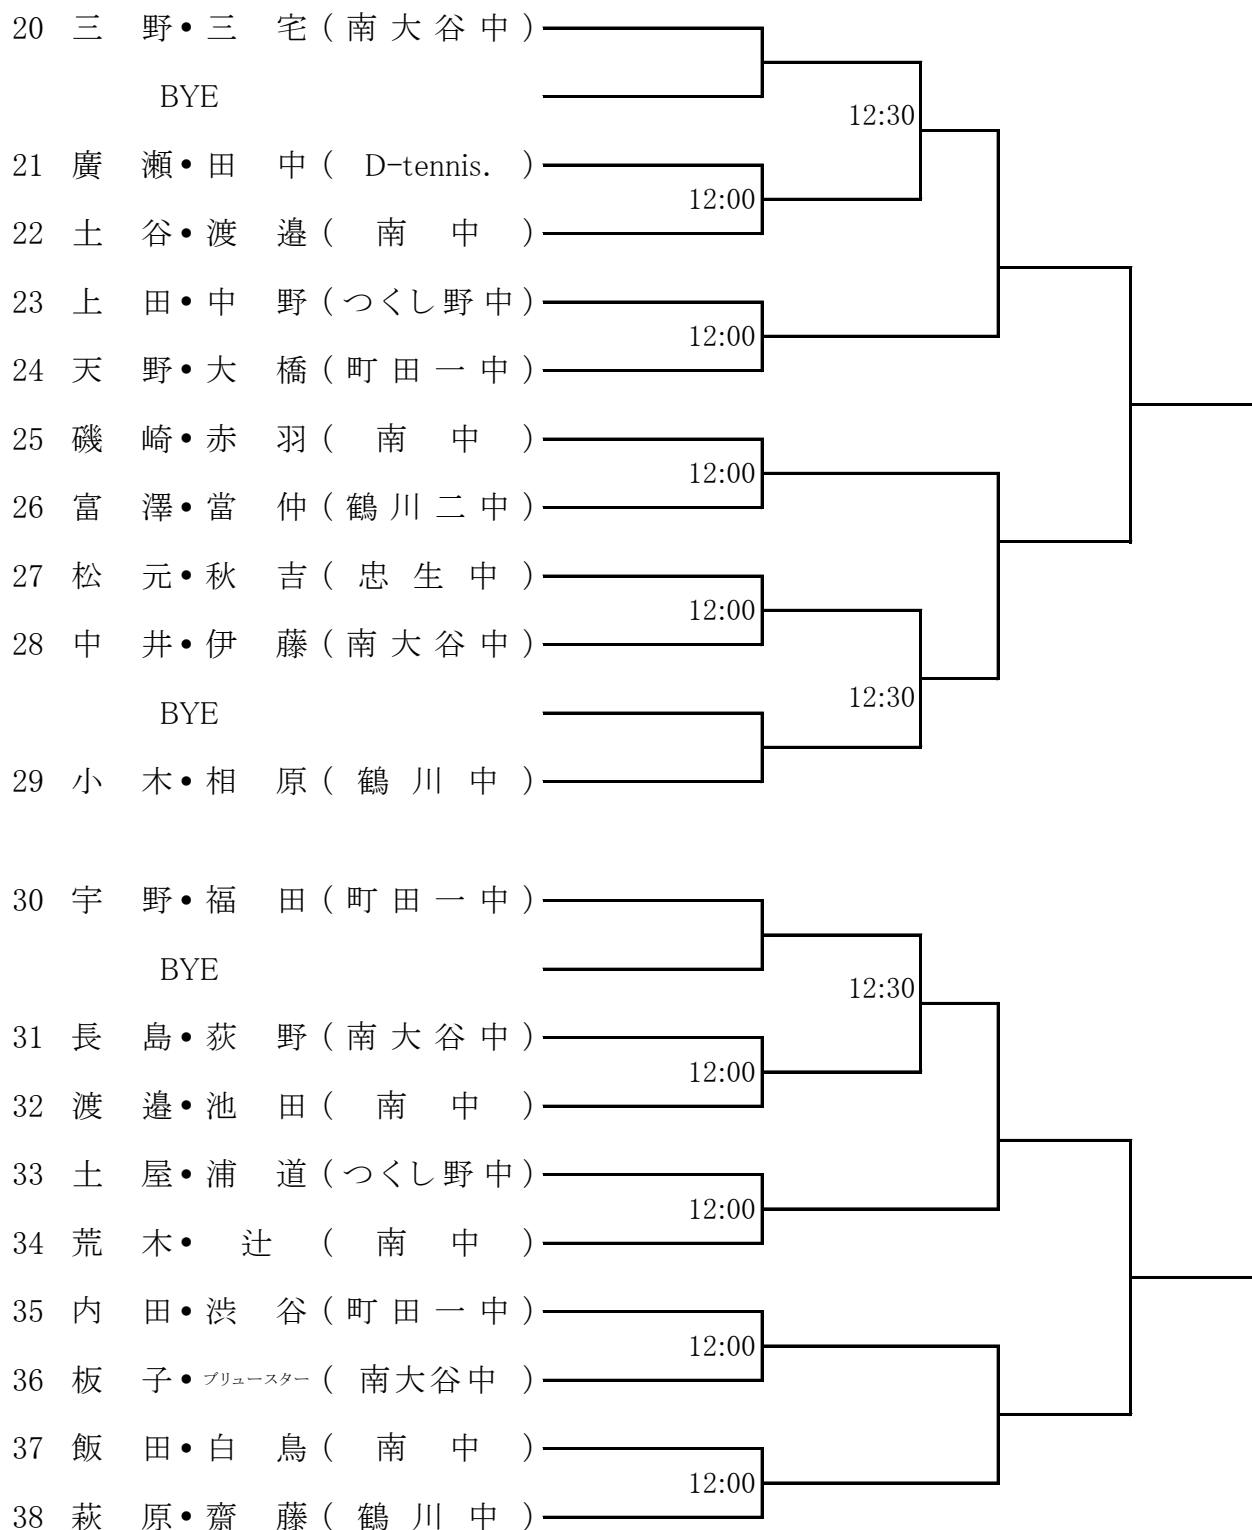 20 三野・三宅(南大谷中)
BYE
12:30
21 廣瀬・田中(D-tennis.)
12:00
22 土谷・渡邉(南中)
23 上田・中野(つくし野中)
12:00
24 天野・大橋(町田一中)
25 磯崎・赤羽(南中)
12:00
26 富澤・當仲(鶴川二中)
27 松元・秋吉(忠生中)
12:00
28 中井・伊藤(南大谷中)
12:30
BYE
29 小木・相原(鶴川中)
30 宇野・福田(町田一中)
BYE
12:30
31 長島・荻野(南大谷中)
12:00
32 渡邉・池田(南中)
33 土屋・浦道(つくし野中)
12:00
34 荒木・辻(南中)
35 内田・渋谷(町田一中)
12:00
36 板子・ブリュースター(南大谷中)
37 飯田・白鳥(南中)
12:00
38 萩原・齋藤(鶴川中)